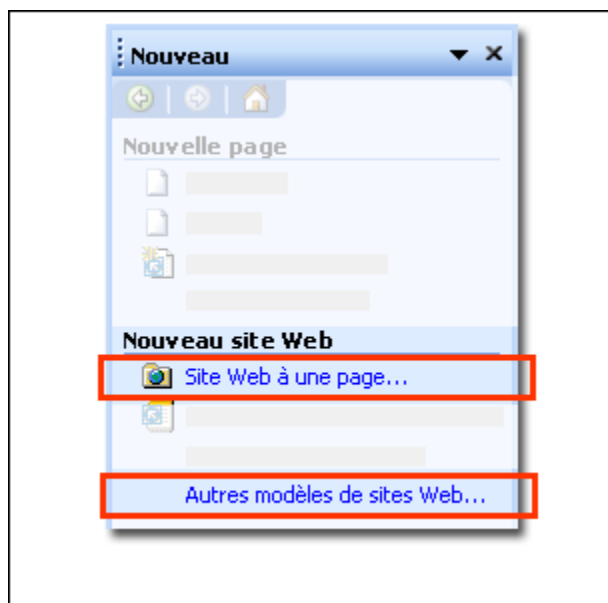 Nouveau
Nouvelle page
Nouveau site Web
Site Web à une page...
Autres modèles de sites Web...